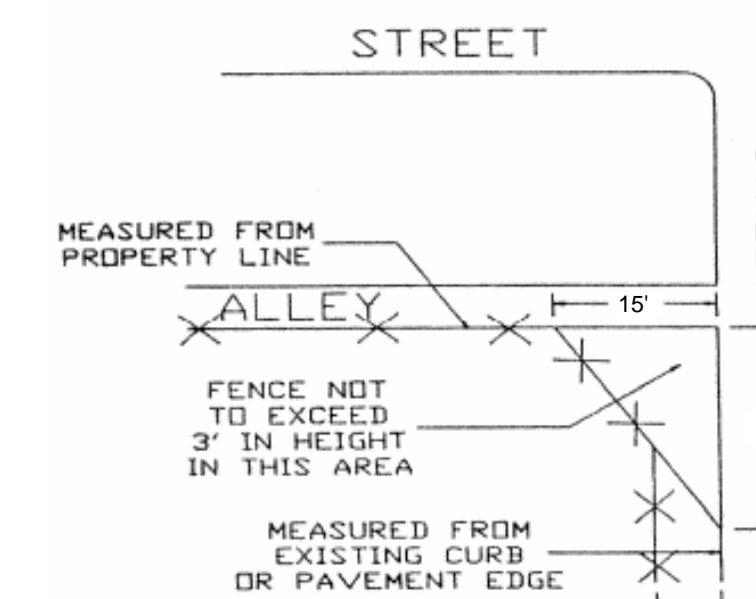 STREET
MEASURED FROM
PROPERTY LINE
ALLEY
15'
FENCE NOT
TO EXCEED
3' IN HEIGHT
IN THIS AREA
MEASURED FROM
EXISTING CURB
OR PAVEMENT EDGE